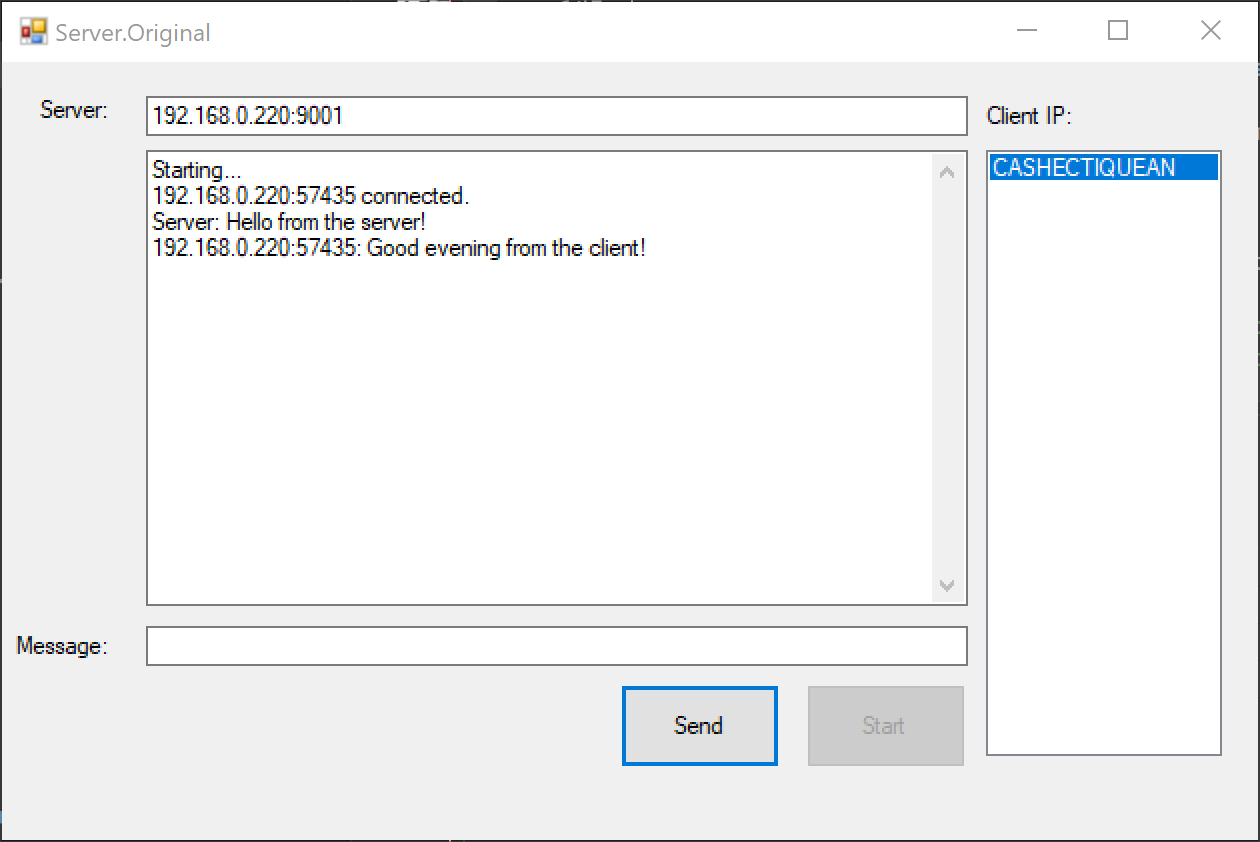 Server.Original
Server:
192.168.0.220:9001
Client IP:
Starting...
192.168.0.220:57435 connected.
Server: Hello from the server!
192.168.0.220:57435: Good evening from the client!
CASHECTIQUEAN
Message:
Send
Start